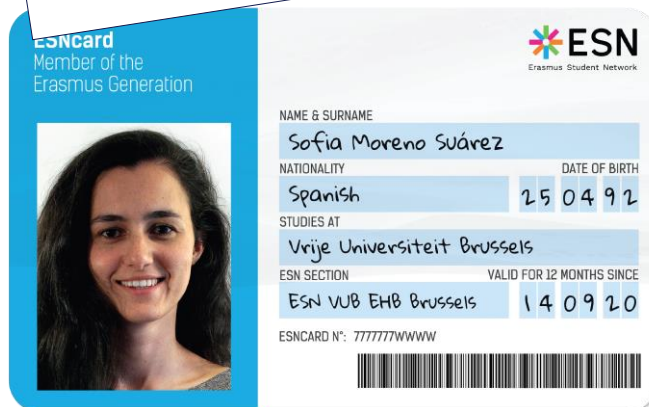 ESNcard
Member of the
Erasmus Generation
ESN
Erasmus Student Network
NAME & SURNAME
Sofia Moreno Suárez
NATIONALITY DATE OF BIRTH
Spanish 25 04 92
STUDIES AT
Vrije Universiteit Brussels
ESN SECTION VALID FOR 12 MONTHS SINCE
ESN VUB EHB Brussels 14 09 20
ESNCARD N°: 7777777WWWW